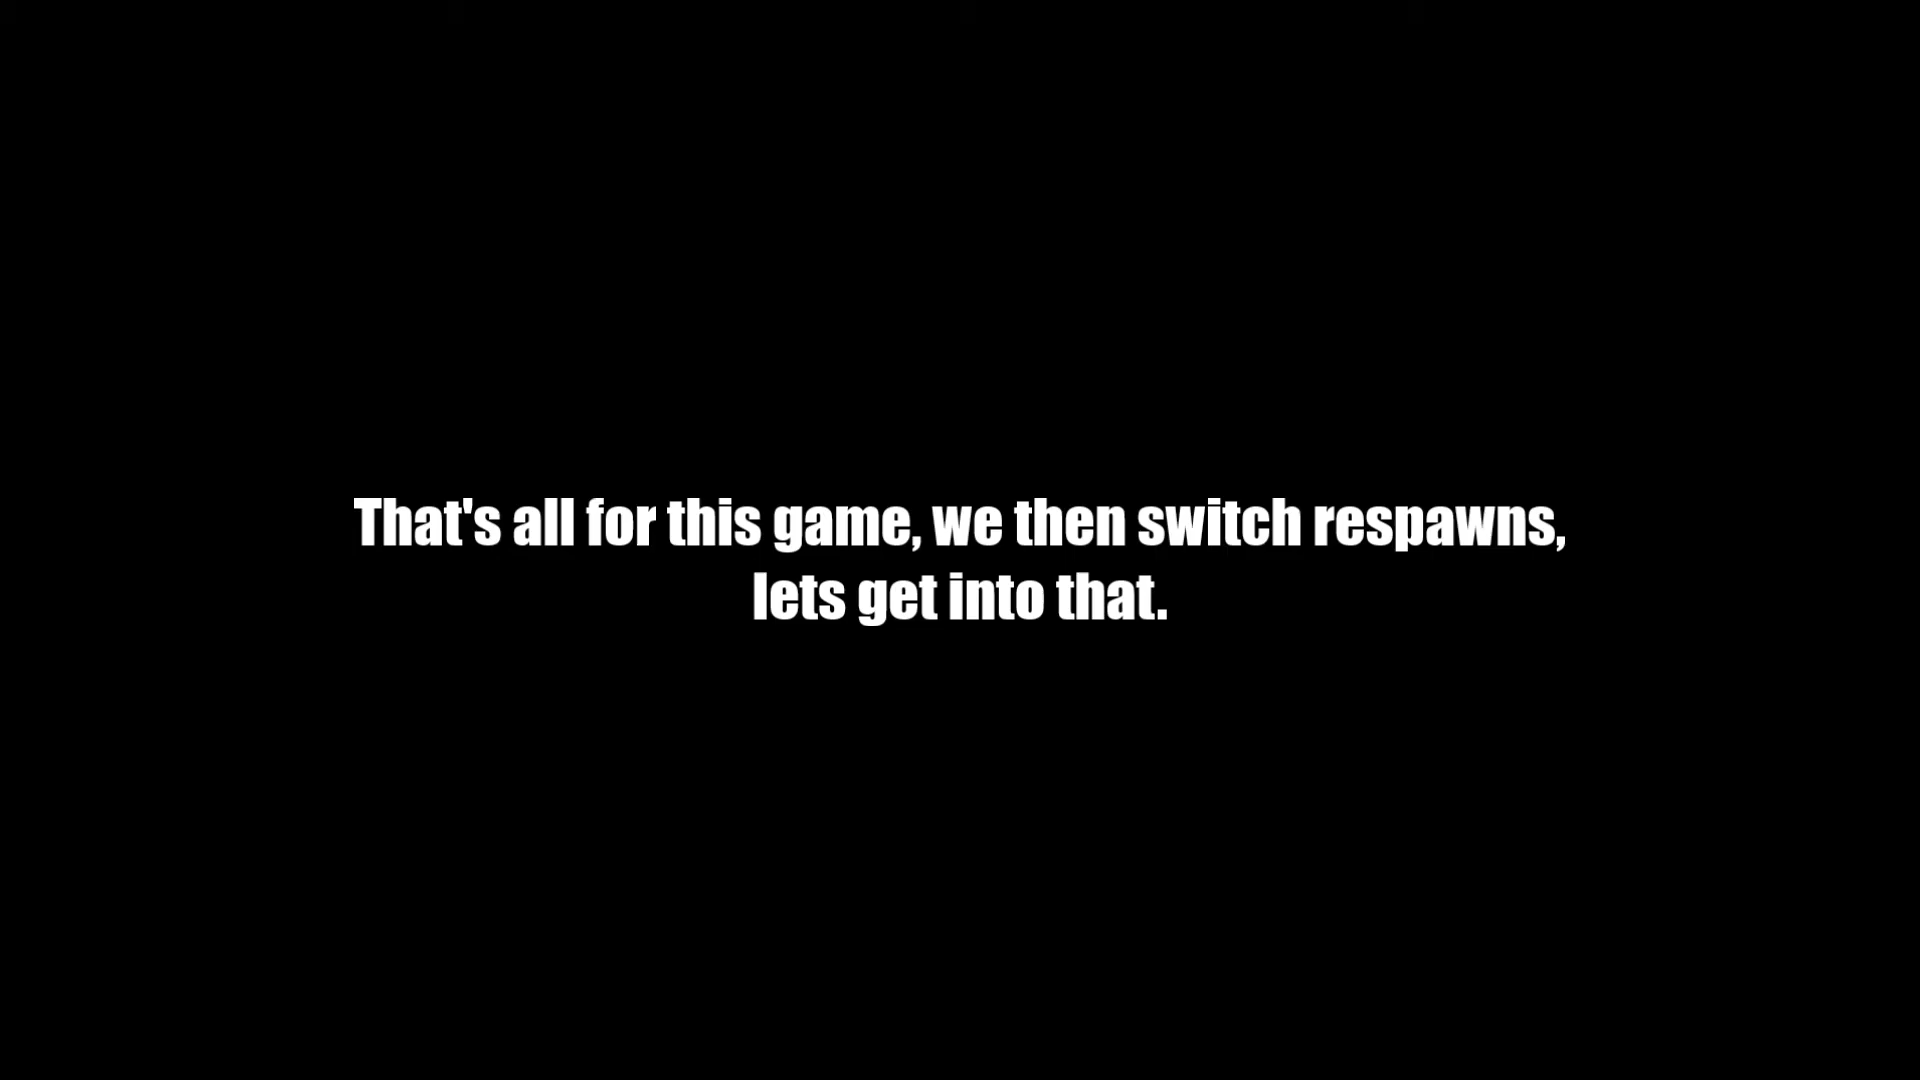 That's all for this game, we then switch respawns,
lets get into that.